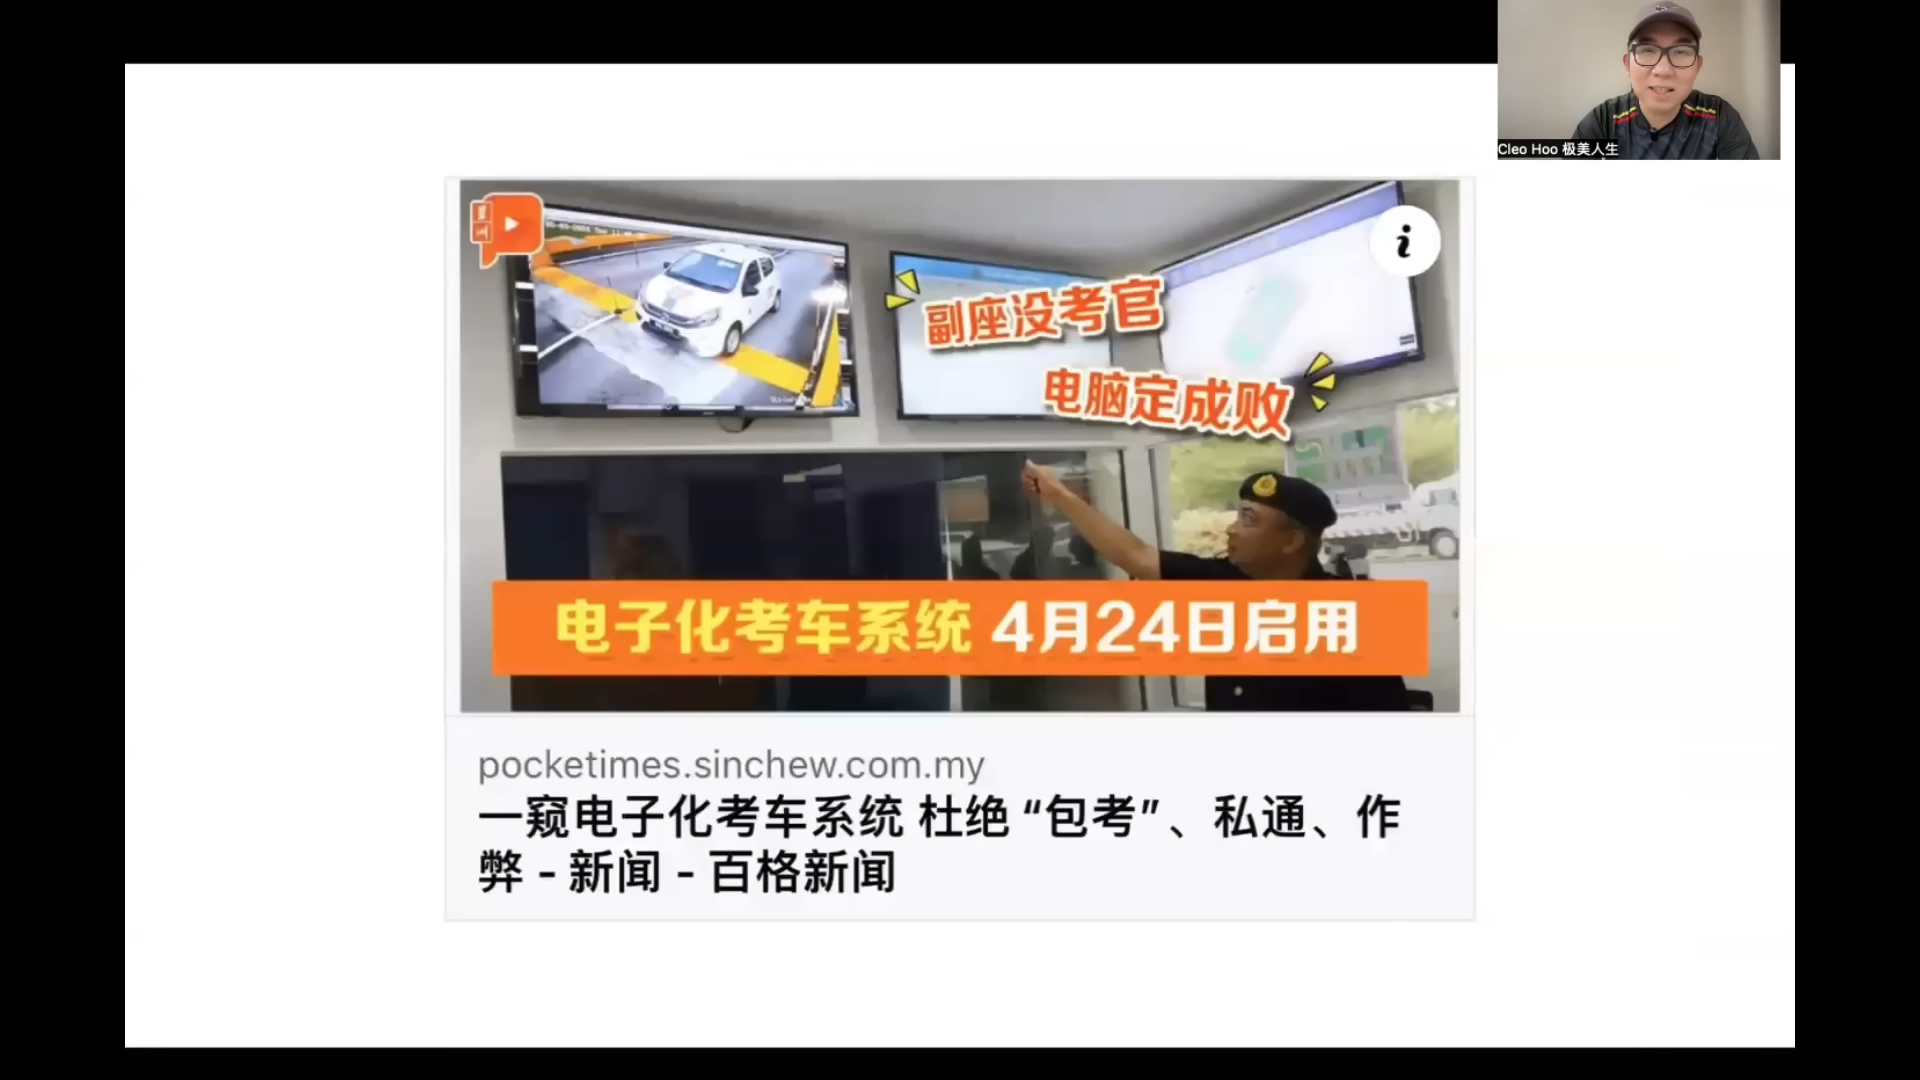 Cleo Hoo 极美人生
副座没考官
电脑定成败
电子化考车系统 4月24日启用
pocketimes.sinchew.com.my
一窥电子化考车系统 杜绝 “包考”、私通、作
弊 - 新闻 - 百格新闻